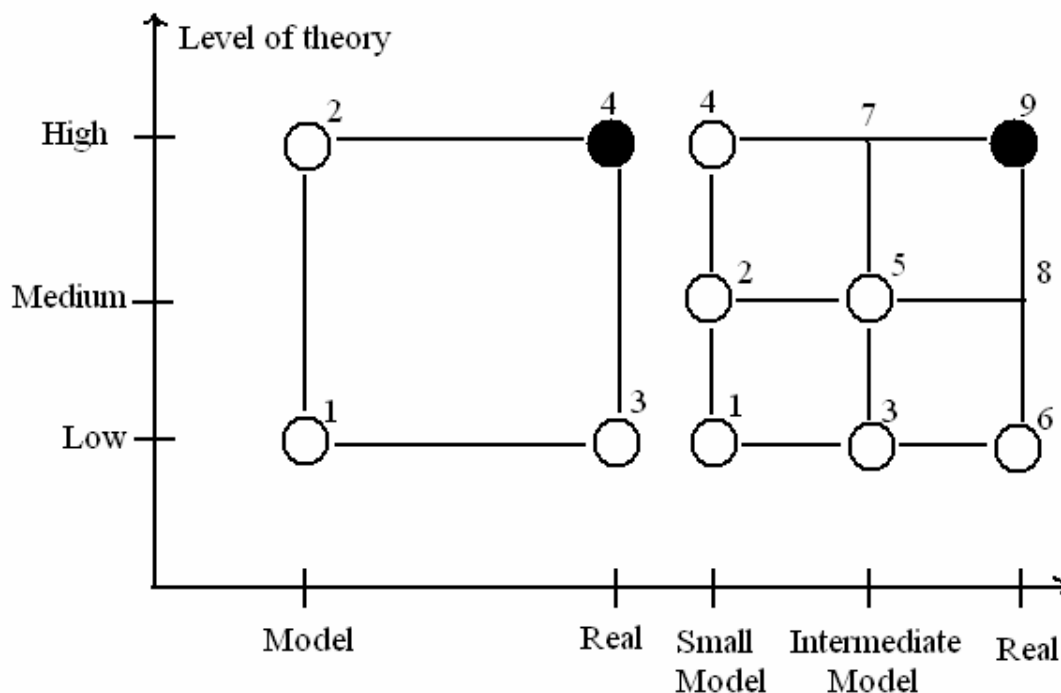 Level of theory
High
2
4
4
7
9
Medium
2
5
8
Low
1
3
1
3
6
Model
Real
Small
Model
Intermediate
Model
Real